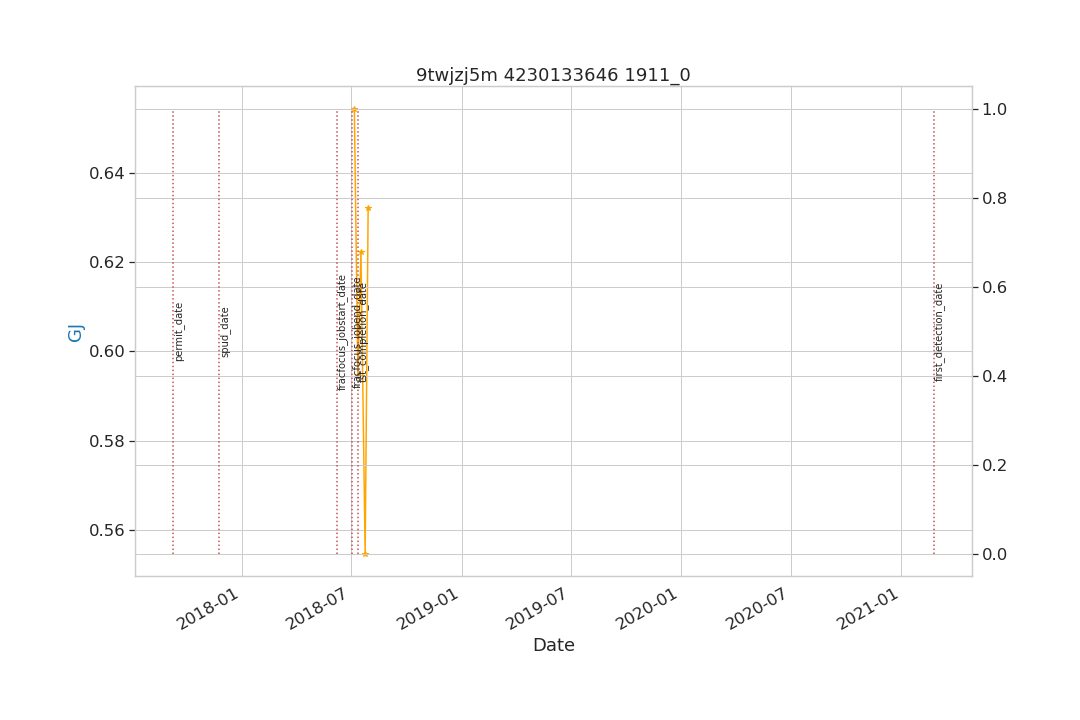 9twjzj5m 4230133646 1911_0
GJ
0.64
0.62
0.60
0.58
0.56
1.0
0.8
0.6
0.4
0.2
0.0
permit_date
spud_date
fracfocus_jobstart_date
fracfocus_jobend_date
first_detection_date
2018-01
2018-07
2019-01
2019-07
2020-01
2020-07
2021-01
Date